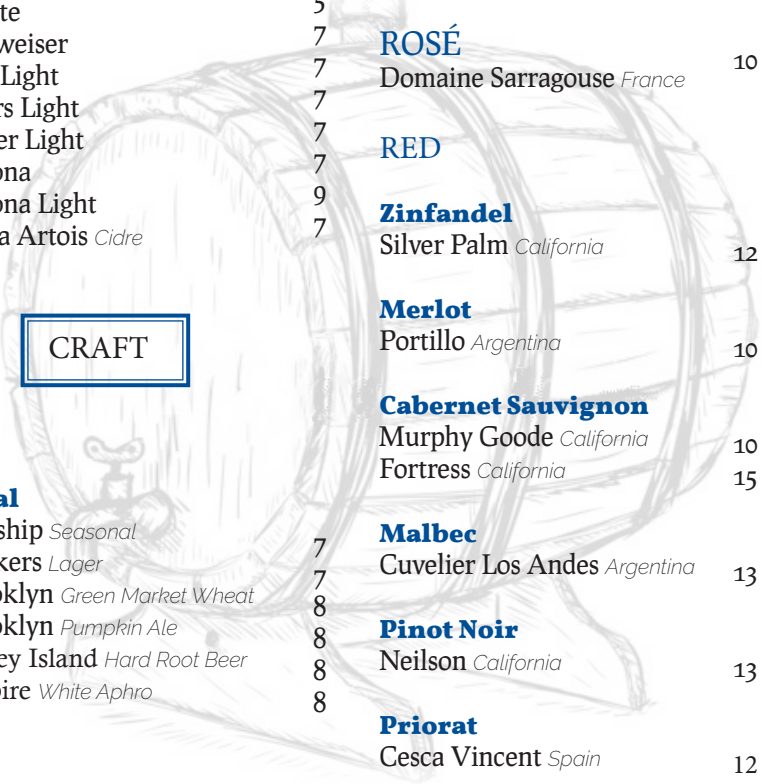 te 5
weiser 7
Light 7
rs Light 7
er Light 7
ona 7
ona Light 9
a Artois Cidre 7
CRAFT
al
ship Seasonal 7
kers Lager 7
oklyn Green Market Wheat 8
oklyn Pumpkin Ale 8
ey Island Hard Root Beer 8
pire White Aphro 8
ROSÉ
Domaine Sarragouse France 10
RED
Zinfandel
Silver Palm California 12
Merlot
Portillo Argentina 10
Cabernet Sauvignon
Murphy Goode California 10
Fortress California 15
Malbec
Cuvelier Los Andes Argentina 13
Pinot Noir
Neilson California 13
Priorat
Cesca Vincent Spain 12